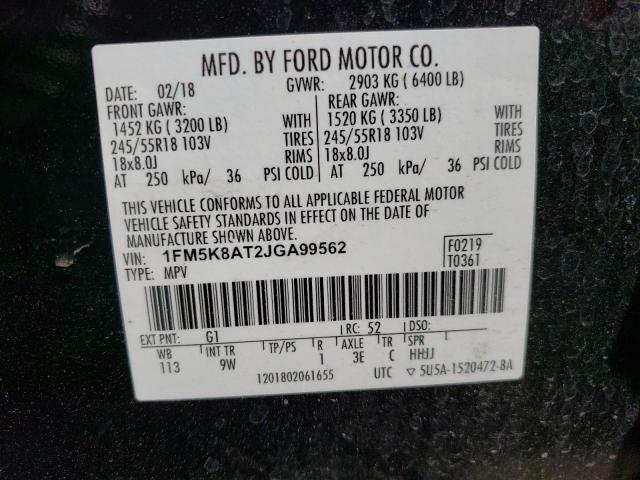 MFD. BY FORD MOTOR CO.
DATE: 02/18 GVWR: 2903 KG ( 6400 LB)
FRONT GAWR: REAR GAWR:
1452 KG ( 3200 LB) WITH 1520 KG ( 3350 LB) WITH
245/55R18 103V TIRES 245/55R18 103V TIRES
18x8.0J RIMS 18x8.0J RIMS
AT 250 kPa/ 36 PSI COLD AT 250 kPa/ 36 PSI COLD
THIS VEHICLE CONFORMS TO ALL APPLICABLE FEDERAL MOTOR
VEHICLE SAFETY STANDARDS IN EFFECT ON THE DATE OF
MANUFACTURE SHOWN ABOVE.
VIN: 1FM5K8AT2JGA99562 F0219
TYPE: MPV T0361
EXT PNT: G1 RC: 52 DSO:
WB INT TR TP/PS R AXLE TR SPR
113 9W 1 3E C HHJJ
1201802061655 UTC ▽ 5U5A-1520472-BA